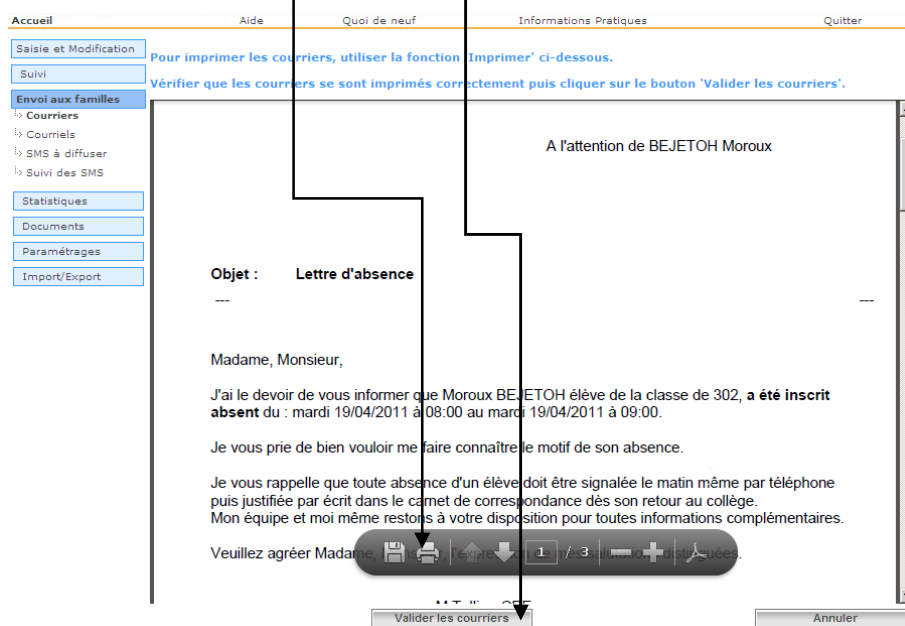 Accueil Aide Quoi de neuf Informations Pratiques Quitter
Saisie et Modification
Suivi
Envoi aux familles
Courriers
Courriels
SMS à diffuser
Suivi des SMS
Statistiques
Documents
Paramétrages
Import/Export
Pour imprimer les courriers, utiliser la fonction 'Imprimer' ci-dessous.
Vérifier que les courriers se sont imprimés correctement puis cliquer sur le bouton 'Valider les courriers'.
A l'attention de BEJETOH Moroux
Objet : Lettre d'absence
--- ---
Madame, Monsieur,
J'ai le devoir de vous informer que Moroux BEJETOH élève de la classe de 302, a été inscrit
absent du : mardi 19/04/2011 à 08:00 au mardi 19/04/2011 à 09:00.
Je vous prie de bien vouloir me faire connaître le motif de son absence.
Je vous rappelle que toute absence d'un élève doit être signalée le matin même par téléphone
puis justifiée par écrit dans le carnet de correspondance dès son retour au collège.
Mon équipe et moi même restons à votre disposition pour toutes informations complémentaires.
Veuillez agréer Madame, Monsieur, l'expression de mes salutations distinguées.
1 / 3
Valider les courriers Annuler